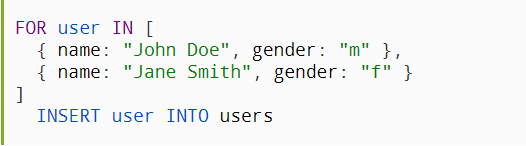 FOR user IN [
  { name: "John Doe", gender: "m" },
  { name: "Jane Smith", gender: "f" }
]
  INSERT user INTO users